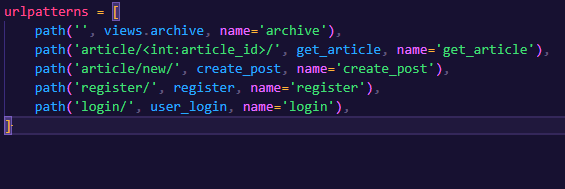 urlpatterns = [
path('', views.archive, name='archive'),
path('article/<int:article_id>/', get_article, name='get_article'),
path('article/new/', create_post, name='create_post'),
path('register/', register, name='register'),
path('login/', user_login, name='login'),
]